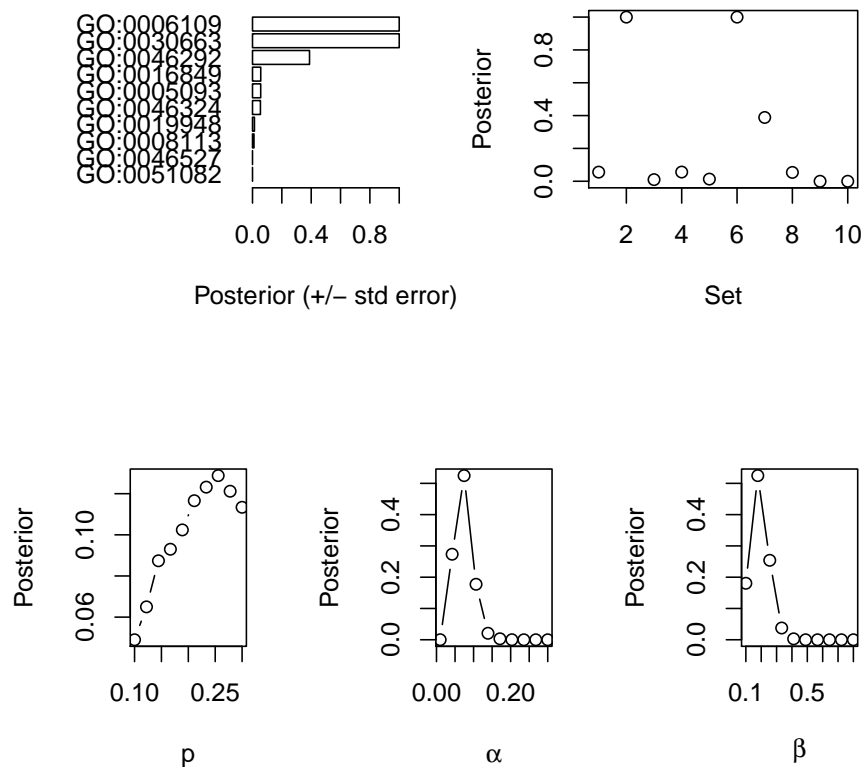 GO:0006109
GO:0030663
GO:0046292
GO:0016849
GO:0005093
GO:0046324
GO:0019948
GO:0008113
GO:0046527
GO:0051082
0.0 0.4 0.8
Posterior (+/− std error)
Posterior
0.0 0.4 0.8
2 4 6 8 10
Set
Posterior
0.06 0.10
0.10 0.25
p
Posterior
0.0 0.2 0.4
0.00 0.20
α
Posterior
0.0 0.2 0.4
0.1 0.5
β